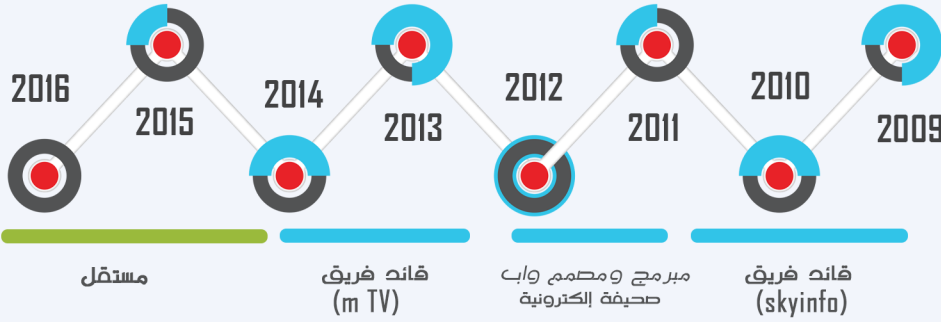 2009
2010
2011
2012
2013
2014
2015
2016
قائد فريق
(skyinfo)
مبرمج ومصمم واب
صحيفة إلكترونية
قائد فريق
(m TV)
مستقل